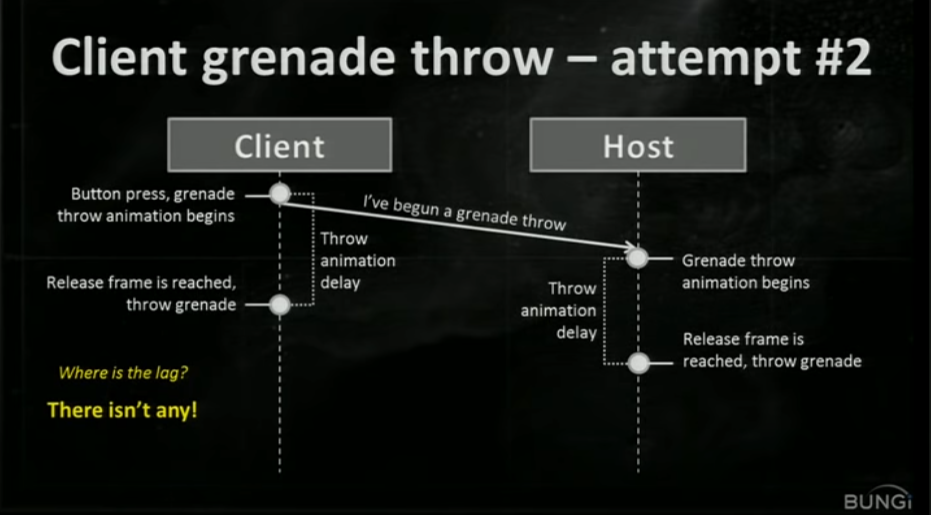 Client grenade throw – attempt #2
Client
Host
Button press, grenade
throw animation begins
I've begun a grenade throw
Throw
animation
delay
Grenade throw
animation begins
Release frame is reached,
throw grenade
Throw
animation
delay
Release frame is
reached, throw grenade
Where is the lag?
There isn't any!
BUNGi